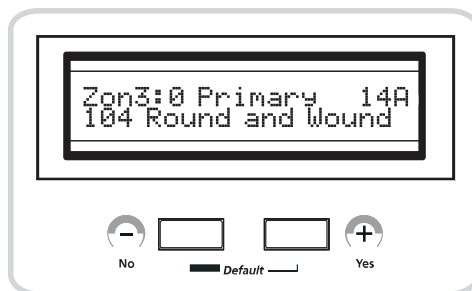 Zon3:0 Primary 14A
104 Round and Wound
−
+
No
Default
Yes